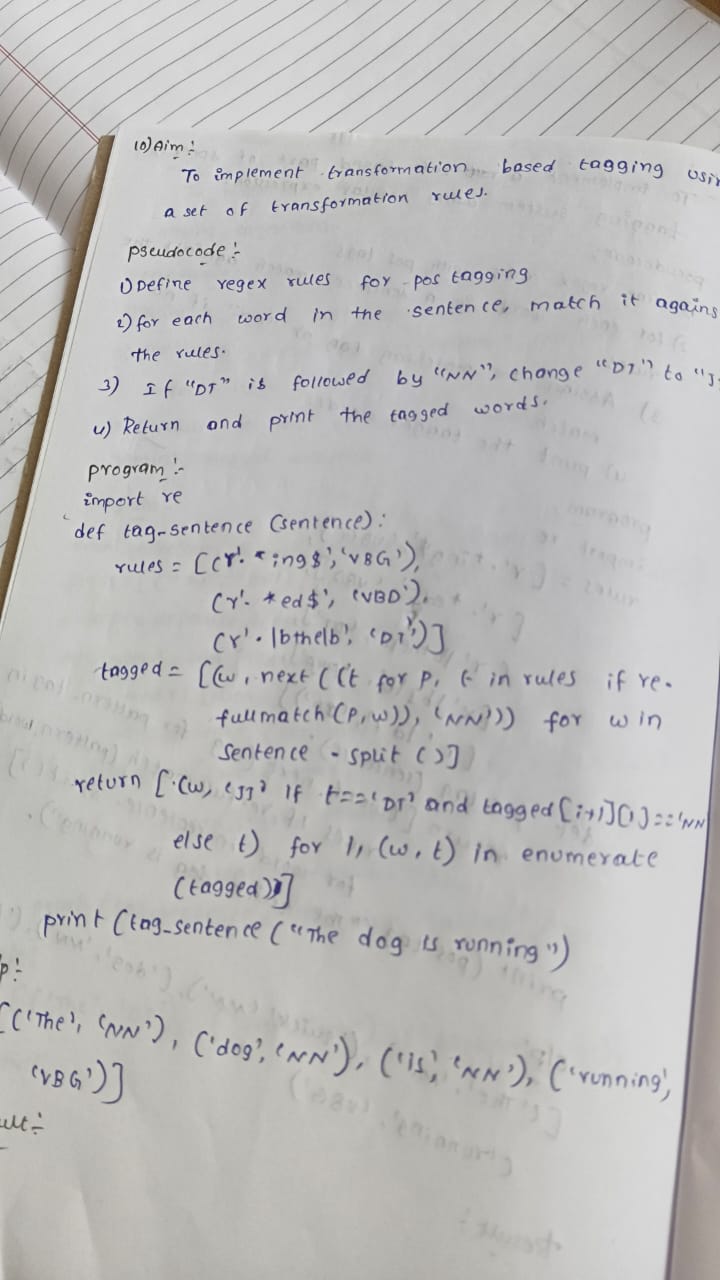 10) Aim :
To implement transformation based tagging usin
a set of transformation rules.
pseudocode :-
1) Define regex rules for pos tagging
2) for each word in the sentence, match it agains
the rules.
3) If "DT" is followed by "NN", change "DT" to "J
4) Return and print the tagged words.
program :-
import re
def tag-sentence (sentence):
rules = [(r'. *ing$', 'VBG'),
(r'. *ed$', 'VBD'),
(r'. \bthe\b', 'DT')]
tagged = [(w, next ((t for P, t in rules if re.
fullmatch (P, w)), 'NN')) for w in
sentence . split ()]
return [(w, 'JJ' if t=='DT' and tagged [i+1][1]=='NN
else t) for i, (w, t) in enumerate
(tagged))]
print (tag_sentence ("The dog is running")
p:-
[('The', 'NN'), ('dog', 'NN'), ('is', 'NN'), ('running',
'VBG')]
ult :-